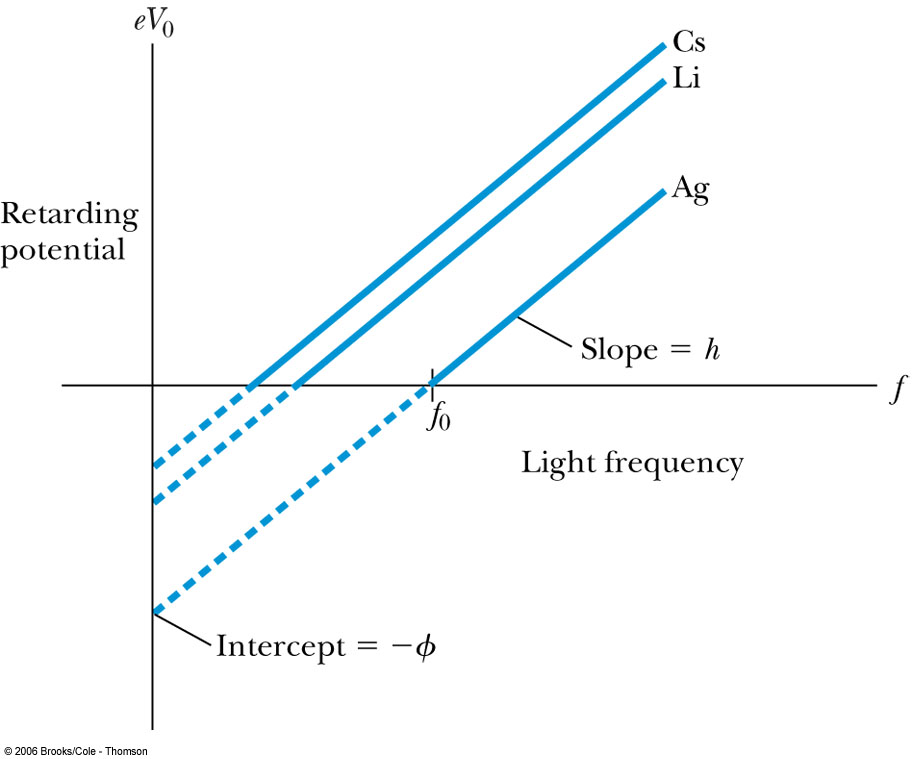 eV₀
Cs
Li
Ag
Retarding
potential
Slope = h
f
f₀
Light frequency
Intercept = −ϕ
© 2006 Brooks/Cole - Thomson